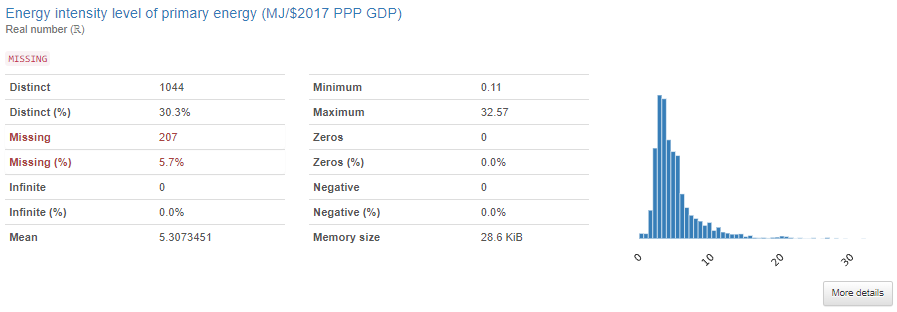 Energy intensity level of primary energy (MJ/$2017 PPP GDP)
Real number (ℝ)
MISSING
Distinct 1044
Distinct (%) 30.3%
Missing 207
Missing (%) 5.7%
Infinite 0
Infinite (%) 0.0%
Mean 5.3073451
Minimum 0.11
Maximum 32.57
Zeros 0
Zeros (%) 0.0%
Negative 0
Negative (%) 0.0%
Memory size 28.6 KiB
0 10 20 30
More details